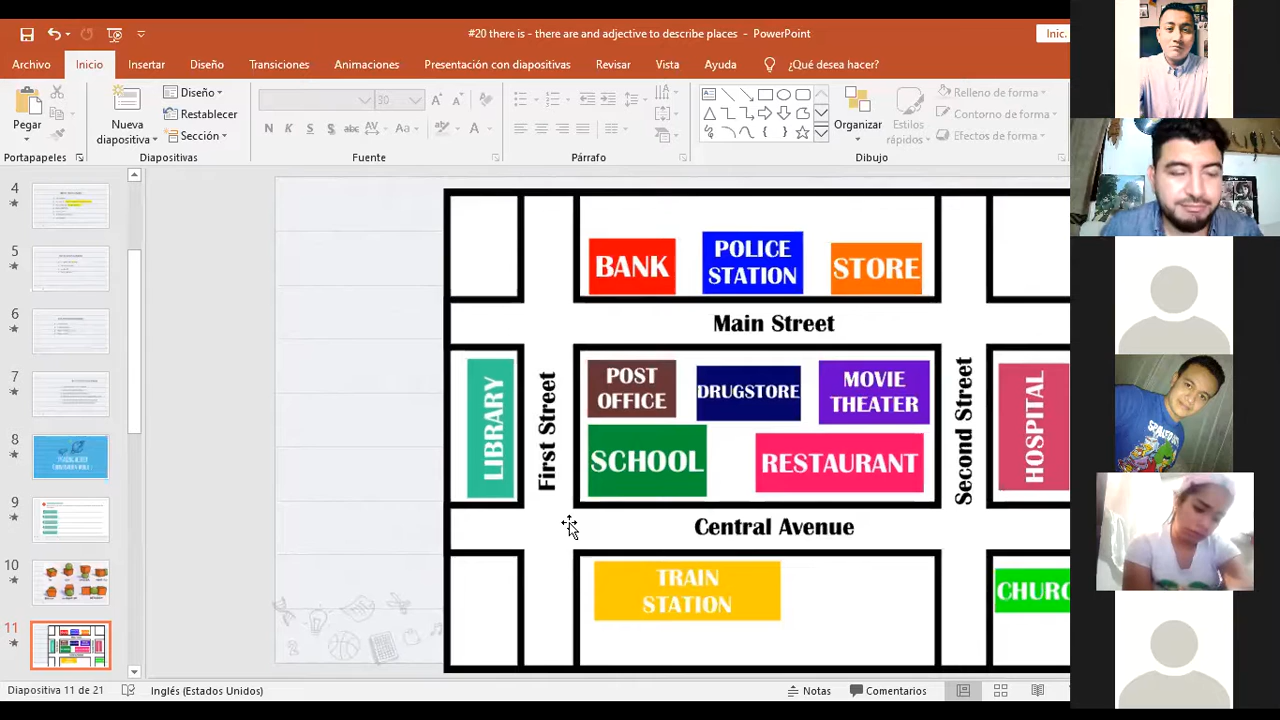 #20 there is - there are and adjective to describe places - PowerPoint
Inic.
Archivo Inicio Insertar Diseño Transiciones Animaciones Presentación con diapositivas Revisar Vista Ayuda ¿Qué desea hacer?
Pegar
Nueva diapositiva
Diseño
Restablecer
Sección
30
N K S S abc AV Aa
Organizar
Estilos rápidos
Relleno de forma
Contorno de forma
Efectos de forma
Portapapeles Diapositivas Fuente Párrafo Dibujo
4
5
6
7
8
9
10
11
BANK
POLICE
STATION
STORE
Main Street
LIBRARY
First Street
POST
OFFICE
DRUGSTORE
MOVIE
THEATER
SCHOOL
RESTAURANT
Second Street
HOSPITAL
Central Avenue
TRAIN
STATION
CHURC
Diapositiva 11 de 21 Inglés (Estados Unidos) Notas Comentarios